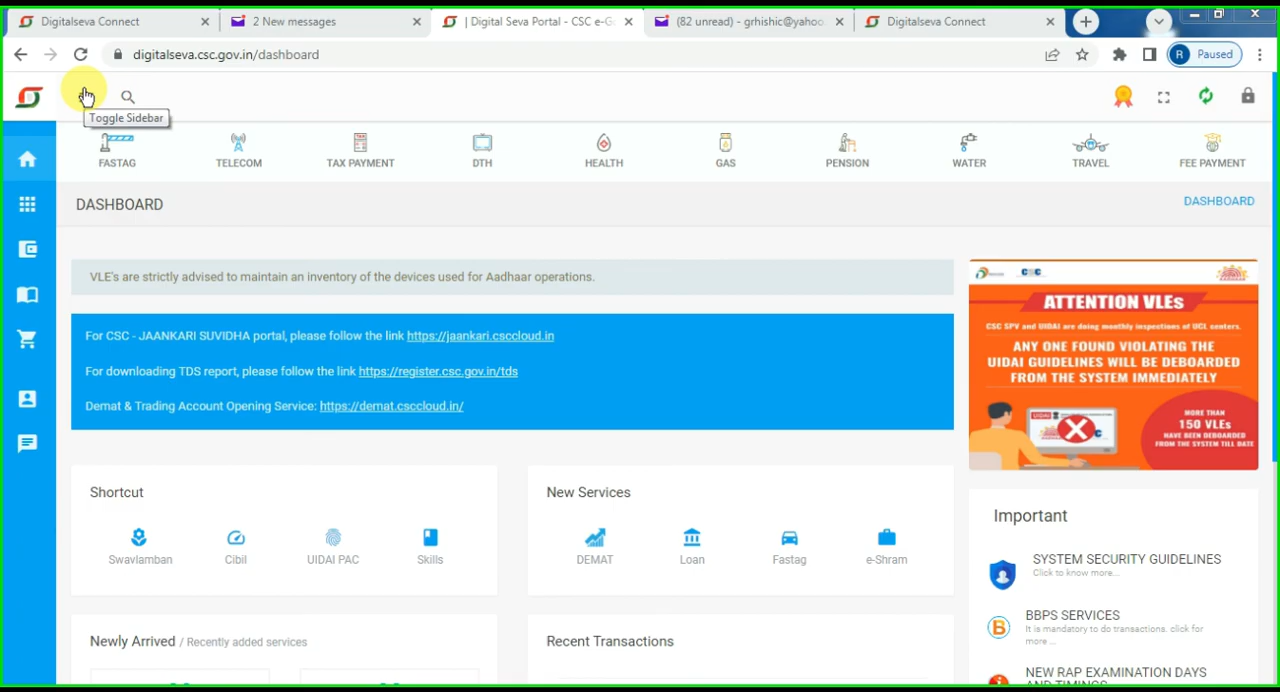 Digitalseva Connect
2 New messages
| Digital Seva Portal - CSC e-G
(82 unread) - grhishic@yahoo.
Digitalseva Connect
digitalseva.csc.gov.in/dashboard
R Paused
Toggle Sidebar
FASTAG
TELECOM
TAX PAYMENT
DTH
HEALTH
GAS
PENSION
WATER
TRAVEL
FEE PAYMENT
DASHBOARD
DASHBOARD
VLE's are strictly advised to maintain an inventory of the devices used for Aadhaar operations.
For CSC - JAANKARI SUVIDHA portal, please follow the link https://jaankari.csccloud.in
For downloading TDS report, please follow the link https://register.csc.gov.in/tds
Demat & Trading Account Opening Service: https://demat.csccloud.in/
CSC
ATTENTION VLEs
CSC SPV and UIDAI are doing monthly inspections of UCL centers.
ANY ONE FOUND VIOLATING THE
UIDAI GUIDELINES WILL BE DEBOARDED
FROM THE SYSTEM IMMEDIATELY
MORE THAN
150 VLEs
HAVE BEEN DEBOARDED
FROM THE SYSTEM TILL DATE
Shortcut
Swavlamban
Cibil
UIDAI PAC
Skills
New Services
DEMAT
Loan
Fastag
e-Shram
Important
SYSTEM SECURITY GUIDELINES
Click to know more...
BBPS SERVICES
It is mandatory to do transactions. click for
more ...
NEW RAP EXAMINATION DAYS
AND TIMINGS
Newly Arrived / Recently added services
Recent Transactions